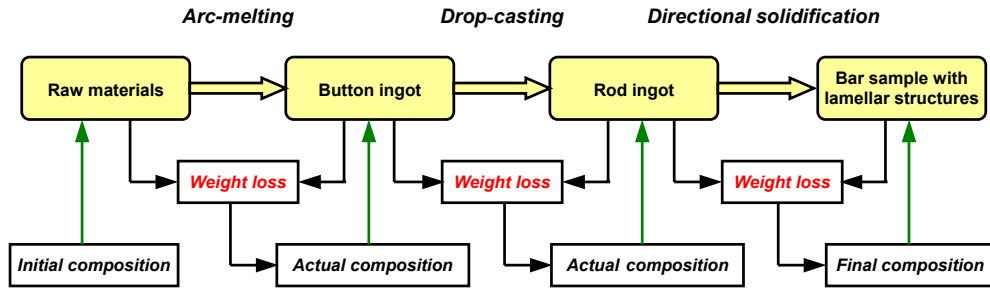 Arc-melting
Drop-casting
Directional solidification
Raw materials
Button ingot
Rod ingot
Bar sample with
lamellar structures
Weight loss
Weight loss
Weight loss
Initial composition
Actual composition
Actual composition
Final composition